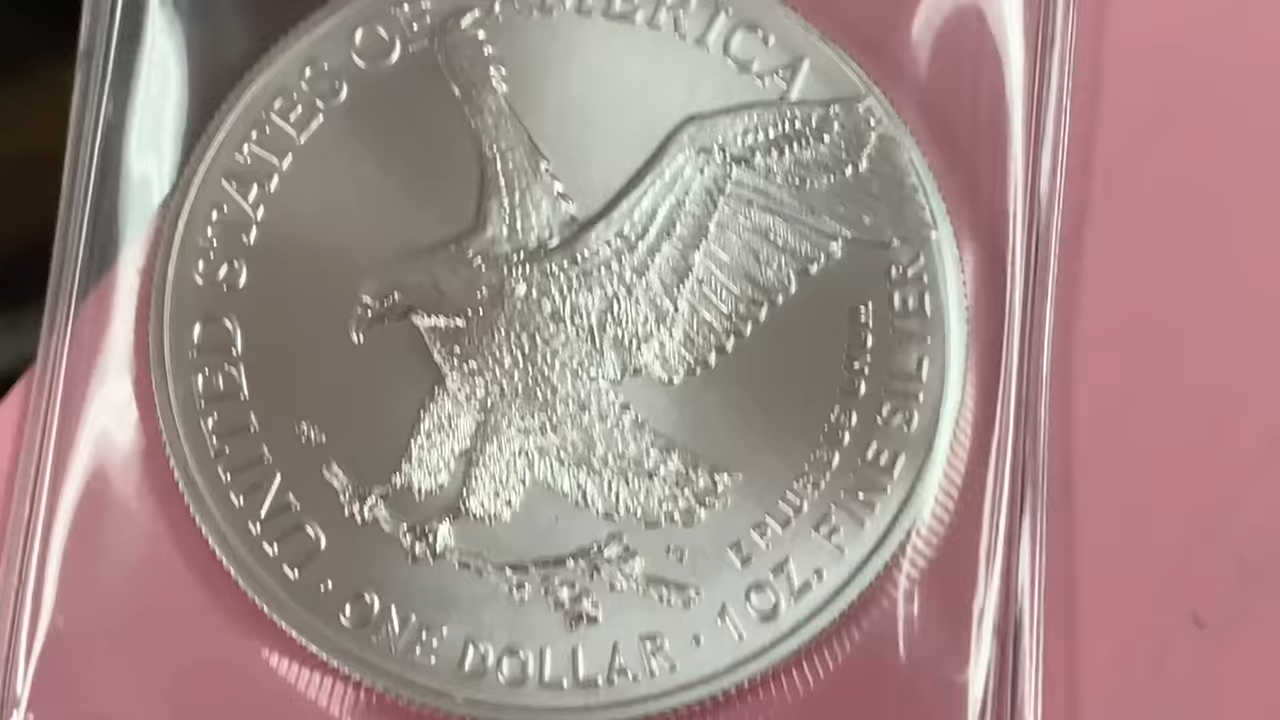 UNITED STATES OF AMERICA
E PLURIBUS UNUM
1 OZ. FINE SILVER
· ONE DOLLAR ·